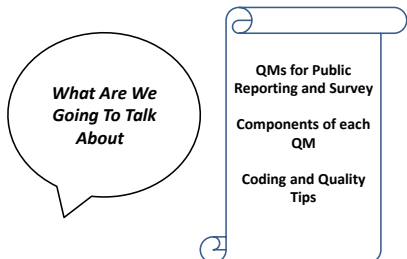 What Are We
Going To Talk
About
QMs for Public
Reporting and Survey
Components of each
QM
Coding and Quality
Tips